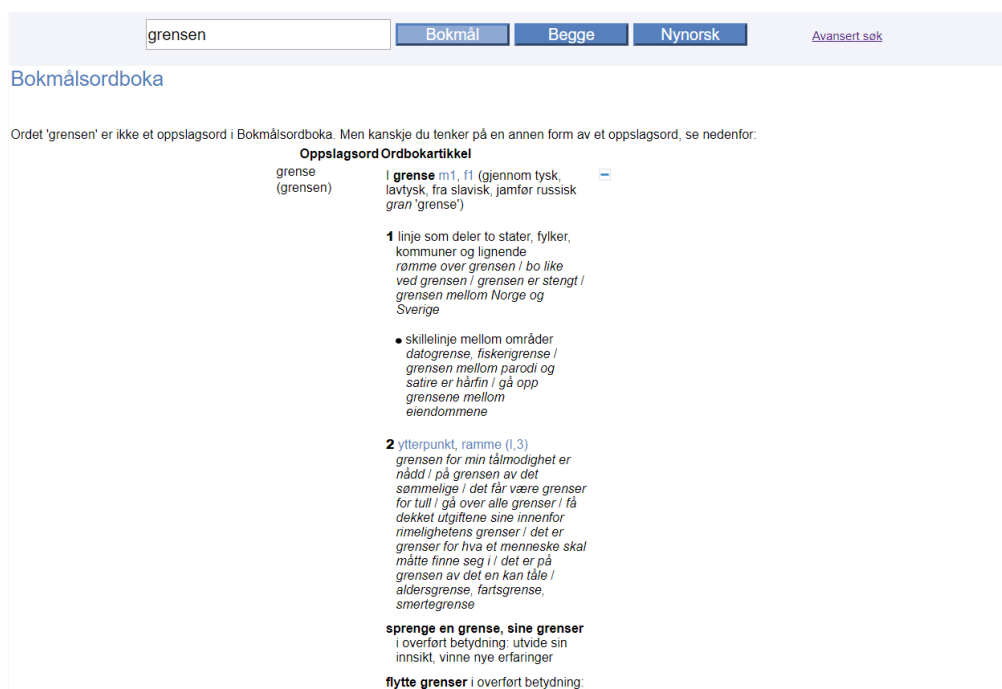 grensen Bokmål Begge Nynorsk Avansert søk
Bokmålsordboka
Ordet 'grensen' er ikke et oppslagsord i Bokmålsordboka. Men kanskje du tenker på en annen form av et oppslagsord, se nedenfor:
Oppslagsord Ordbokartikkel
grense
(grensen)
I grense m1, f1 (gjennom tysk,
lavtysk, fra slavisk, jamfør russisk
gran 'grense')
1 linje som deler to stater, fylker,
kommuner og lignende
rømme over grensen / bo like
ved grensen / grensen er stengt /
grensen mellom Norge og
Sverige
● skillelinje mellom områder
datogrense, fiskerigrense /
grensen mellom parodi og
satire er hårfin / gå opp
grensene mellom
eiendommene
2 ytterpunkt, ramme (I,3)
grensen for min tålmodighet er
nådd / på grensen av det
sømmelige / det får være grenser
for tull / gå over alle grenser / få
dekket utgiftene sine innenfor
rimelighetens grenser / det er
grenser for hva et menneske skal
måtte finne seg i / det er på
grensen av det en kan tåle /
aldersgrense, fartsgrense,
smertegrense
sprenge en grense, sine grenser
i overført betydning: utvide sin
innsikt, vinne nye erfaringer
flytte grenser i overført betydning: